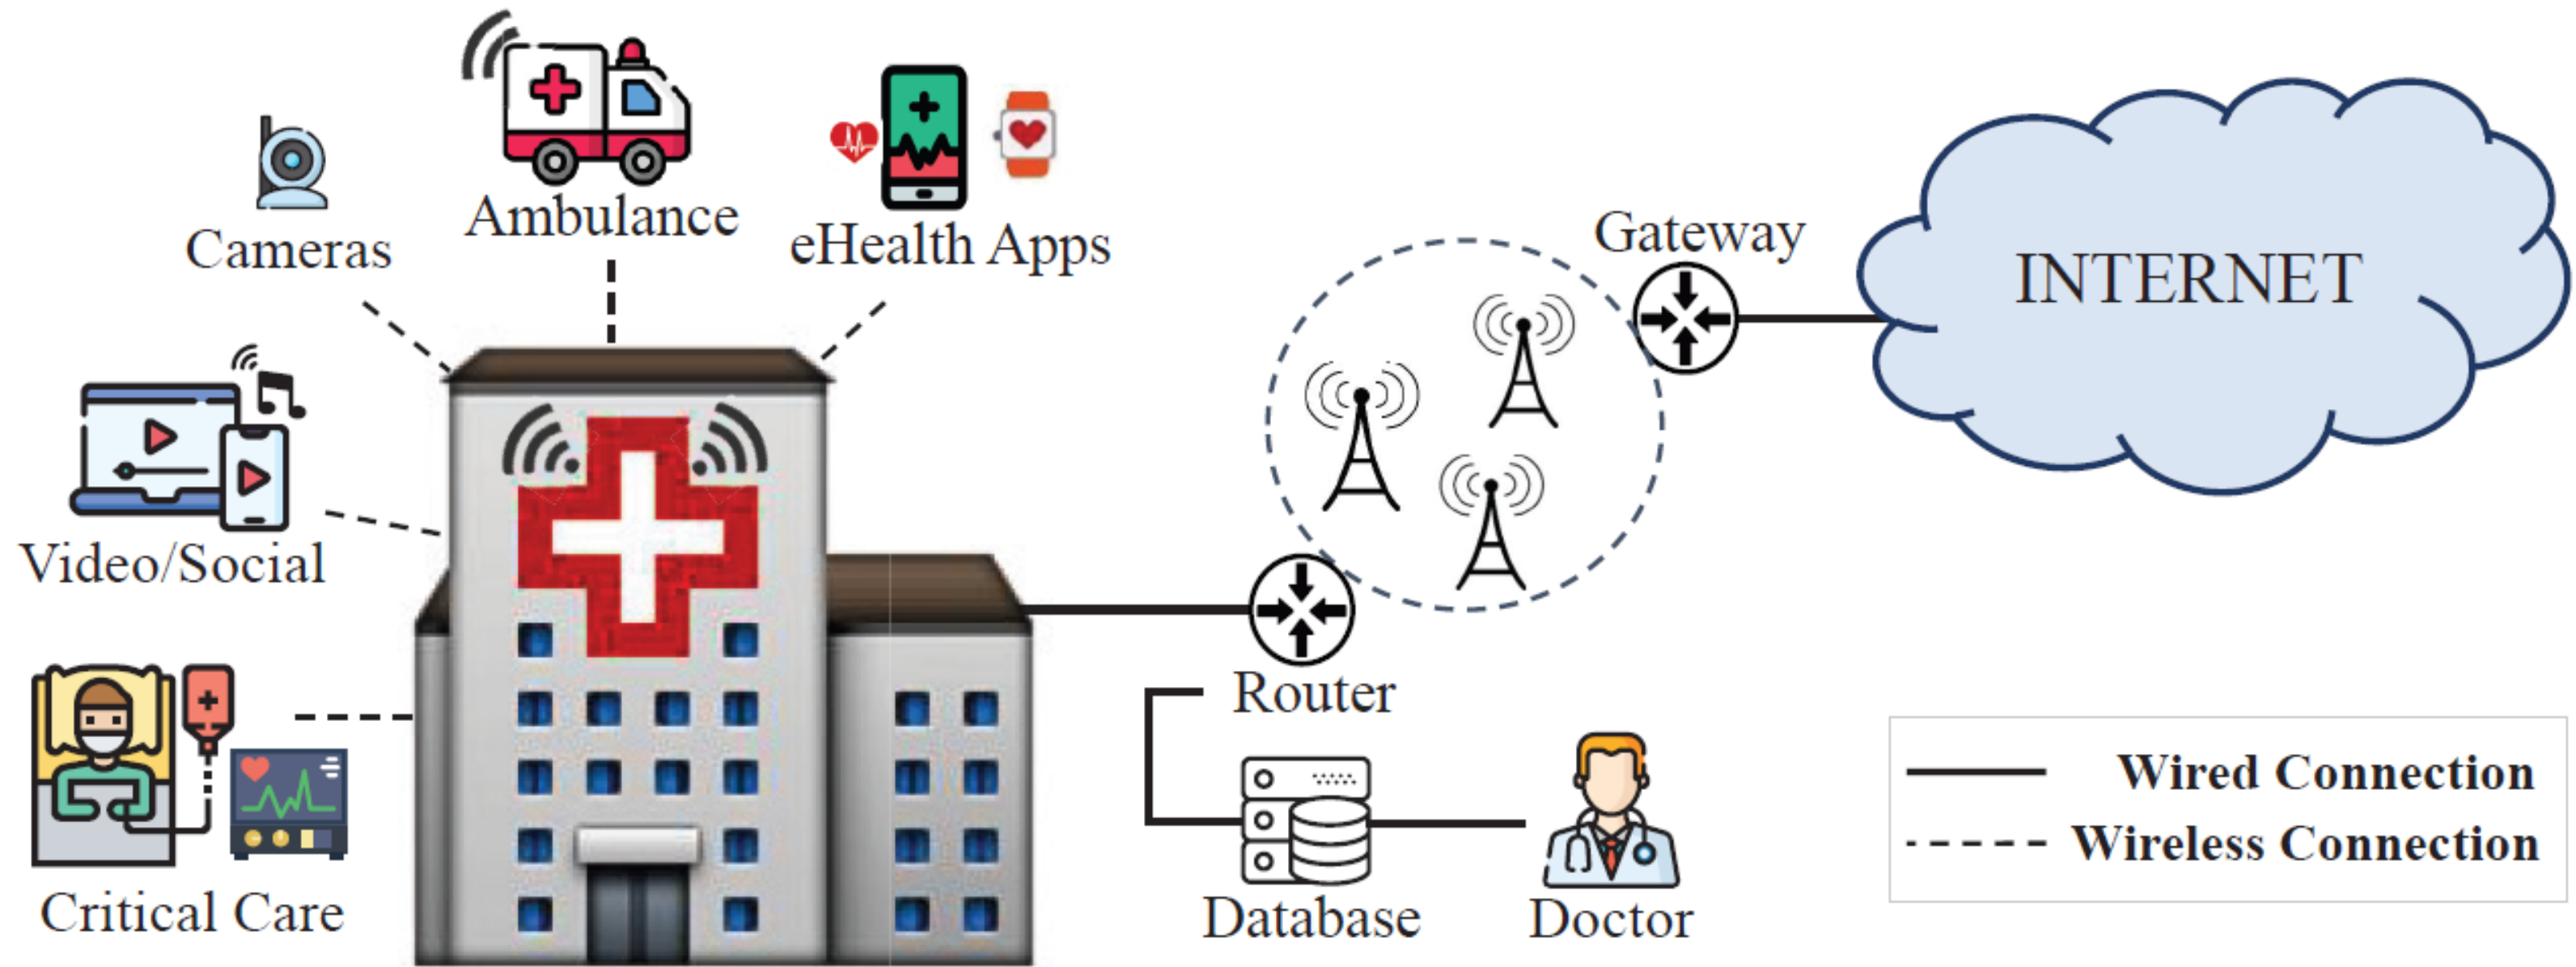 Cameras
Ambulance
eHealth Apps
Gateway
INTERNET
Video/Social
Router
Critical Care
Database
Doctor
Wired Connection
Wireless Connection